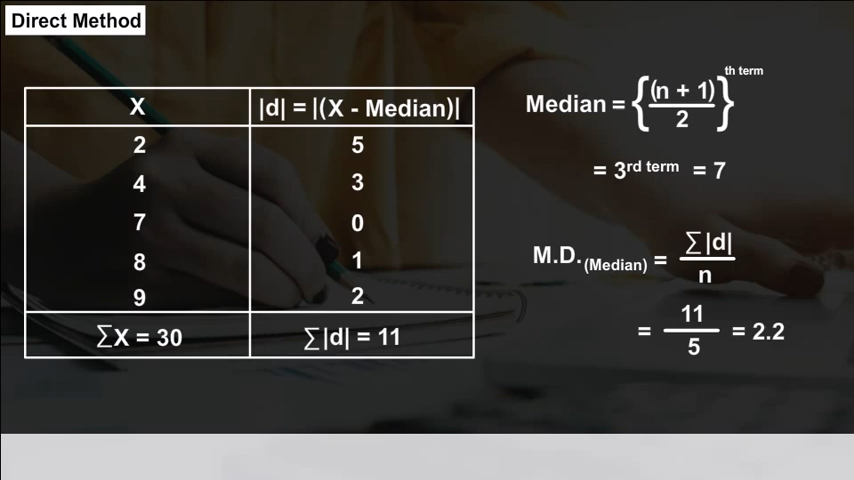 Direct Method
X |d| = |(X - Median)|
2 5
4 3
7 0
8 1
9 2
∑X = 30 ∑|d| = 11
Median = {(n + 1)/2}th term
= 3rd term = 7
M.D.(Median) = ∑|d|/n
= 11/5 = 2.2